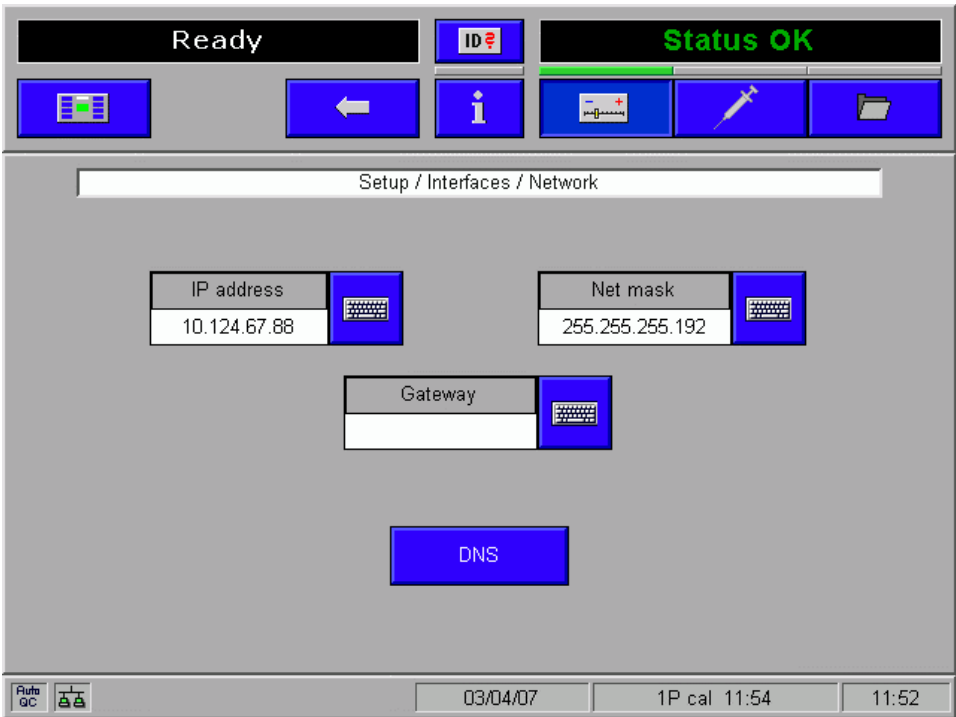 Ready
ID?
Status OK
i
Setup / Interfaces / Network
IP address
10.124.67.88
Net mask
255.255.255.192
Gateway
DNS
Auto QC
03/04/07
1P cal 11:54
11:52